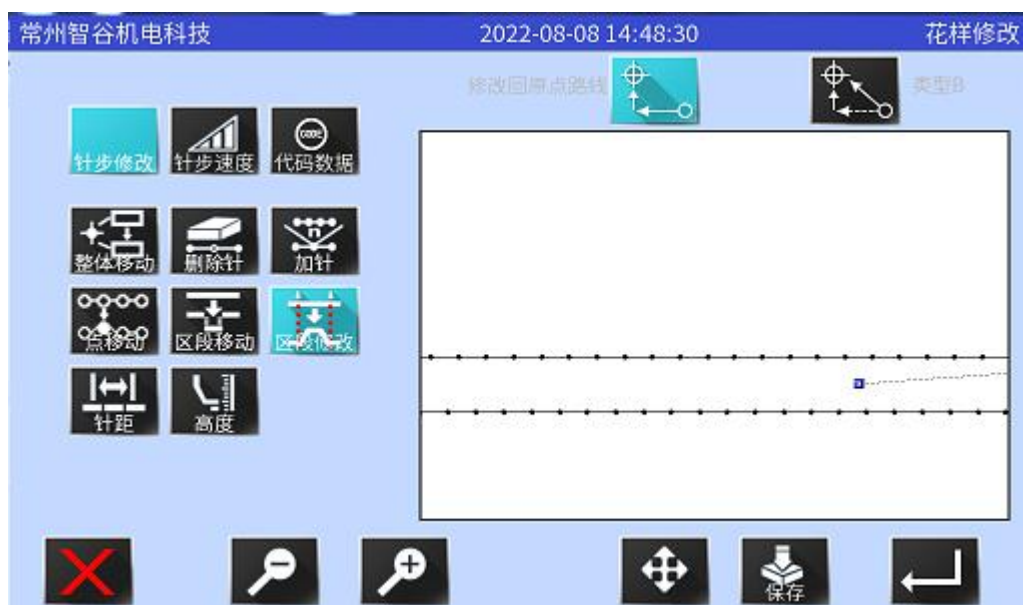 常州智谷机电科技 2022-08-08 14:48:30 花样修改
修改回原点路线 类型B
针步修改 针步速度 CODE 代码数据
整体移动 删除针 n 加针
点移动 区段移动 区段修改
针距 高度
保存